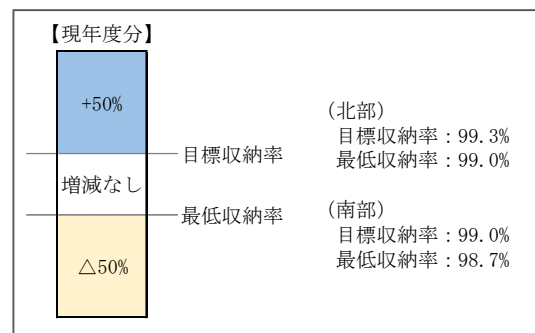 【現年度分】
+50%
目標収納率
増減なし
最低収納率
△50%
（北部）
目標収納率：99.3%
最低収納率：99.0%
（南部）
目標収納率：99.0%
最低収納率：98.7%